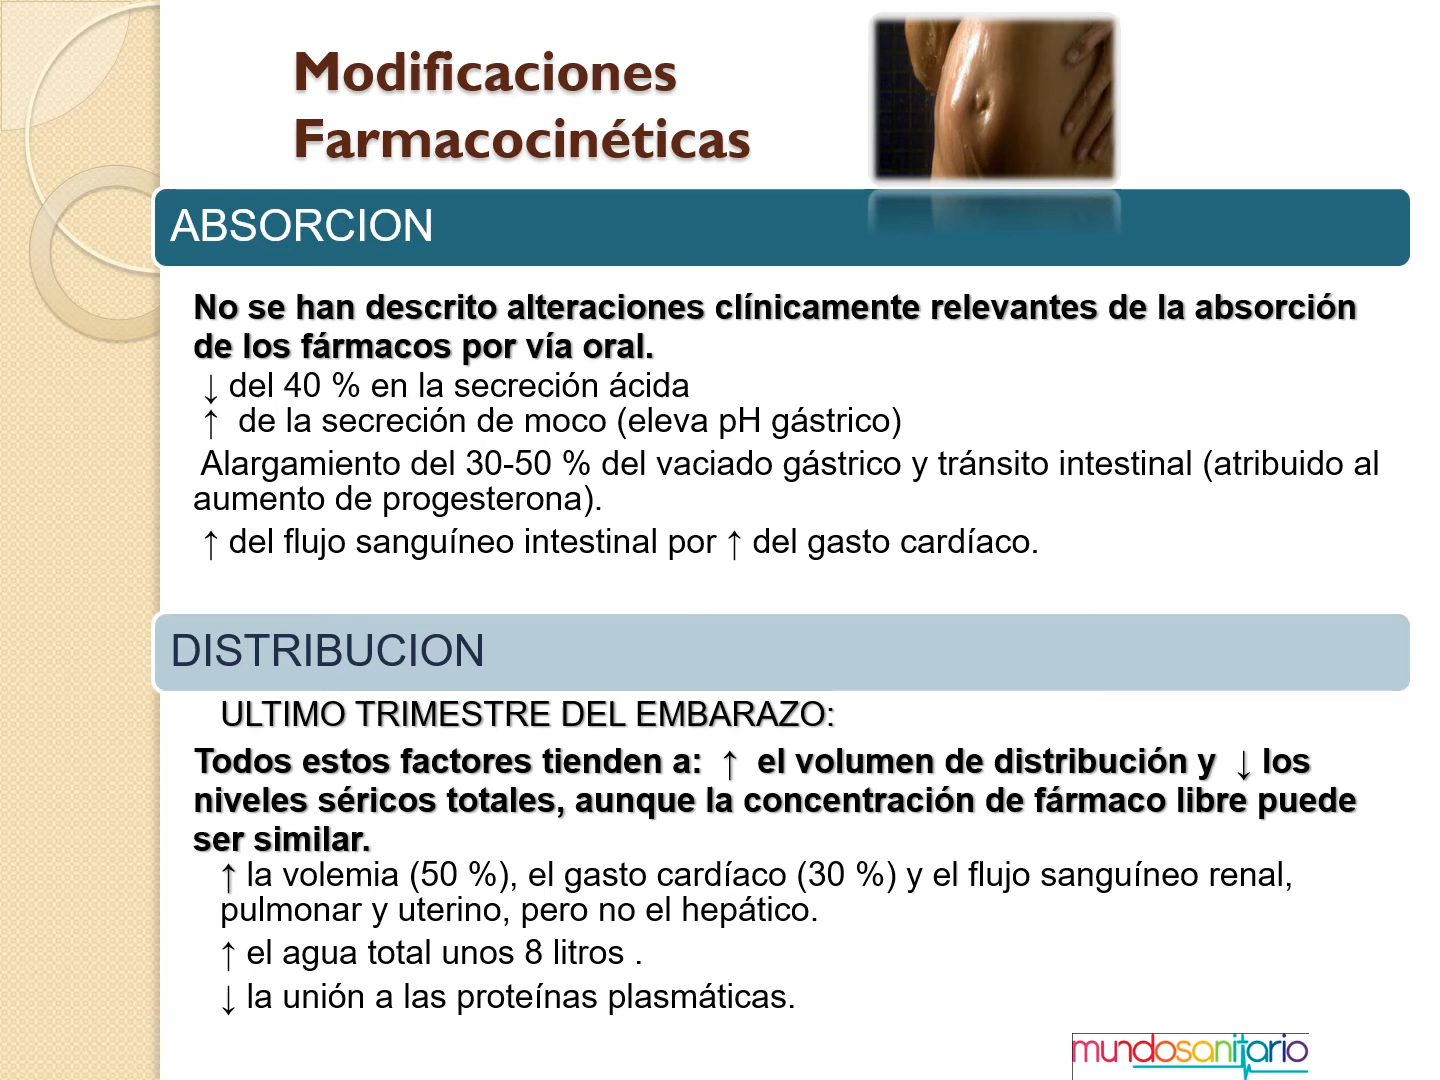 Modificaciones
Farmacocinéticas
ABSORCION
No se han descrito alteraciones clínicamente relevantes de la absorción
de los fármacos por vía oral.
↓ del 40 % en la secreción ácida
↑ de la secreción de moco (eleva pH gástrico)
Alargamiento del 30-50 % del vaciado gástrico y tránsito intestinal (atribuido al
aumento de progesterona).
↑ del flujo sanguíneo intestinal por ↑ del gasto cardíaco.
DISTRIBUCION
ULTIMO TRIMESTRE DEL EMBARAZO:
Todos estos factores tienden a: ↑ el volumen de distribución y ↓ los
niveles séricos totales, aunque la concentración de fármaco libre puede
ser similar.
↑ la volemia (50 %), el gasto cardíaco (30 %) y el flujo sanguíneo renal,
pulmonar y uterino, pero no el hepático.
↑ el agua total unos 8 litros .
↓ la unión a las proteínas plasmáticas.
mundosanitario